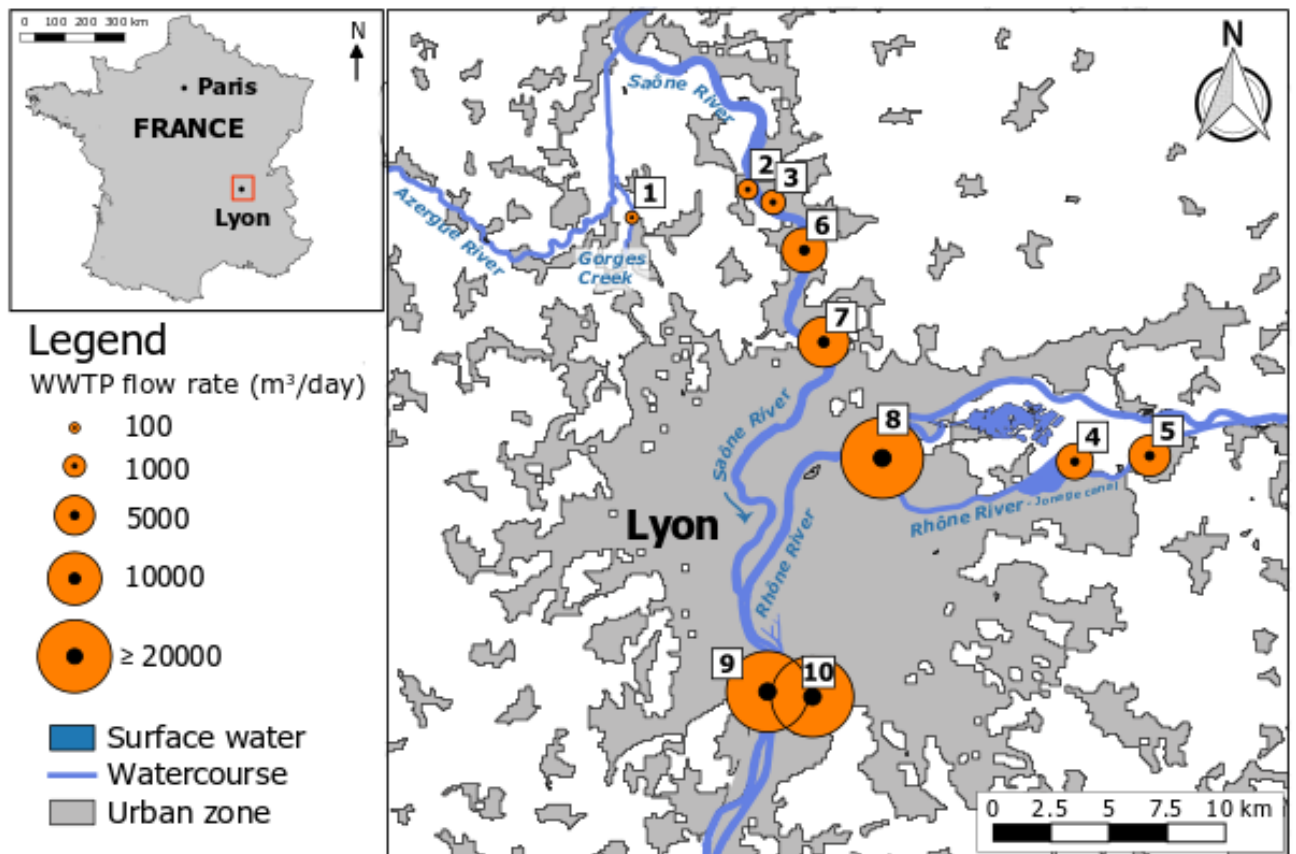 0 100 200 300 km
N
Paris
FRANCE
Lyon
Legend
WWTP flow rate (m³/day)
100
1000
5000
10000
≥ 20000
Surface water
Watercourse
Urban zone
N
Saône River
Azergue River
Gorges
Creek
1
2
3
6
7
8
4
5
Saône River
Rhône River - Jonage canal
Lyon
Rhône River
9
10
0 2.5 5 7.5 10 km